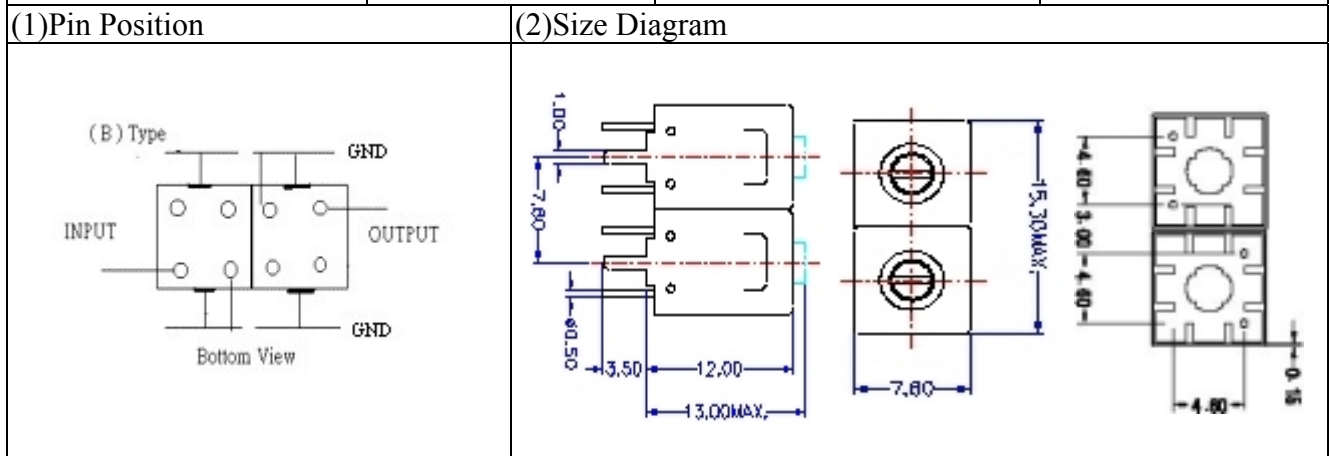 (1)Pin Position
(2)Size Diagram
(B) Type
GND
INPUT
OUTPUT
GND
Bottom View
1.00
7.60
ø0.50
3.50
12.00
13.00MAX.
15.30MAX.
7.60
4.60
3.00
4.60
4.60
0.15